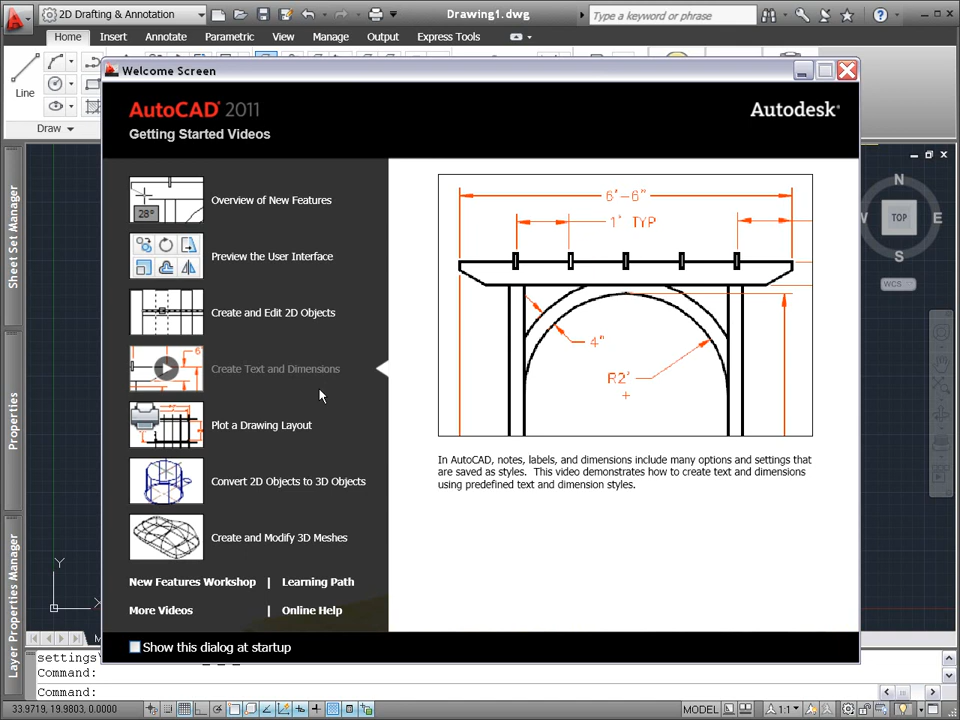 2D Drafting & Annotation
Drawing1.dwg
Type a keyword or phrase
Home Insert Annotate Parametric View Manage Output Express Tools
Line
Draw
Welcome Screen
AutoCAD 2011
Autodesk
Getting Started Videos
28°
Overview of New Features
Preview the User Interface
Create and Edit 2D Objects
6
Create Text and Dimensions
Plot a Drawing Layout
Convert 2D Objects to 3D Objects
Create and Modify 3D Meshes
New Features Workshop | Learning Path
More Videos | Online Help
Show this dialog at startup
6'-6"
1' TYP
4"
R2'
In AutoCAD, notes, labels, and dimensions include many options and settings that
are saved as styles. This video demonstrates how to create text and dimensions
using predefined text and dimension styles.
N
W TOP E
S
WCS
Sheet Set Manager
Properties
Layer Properties Manager
Y
X
M
settings\
Command:
Command:
33.9719, 19.9803, 0.0000
MODEL
1:1